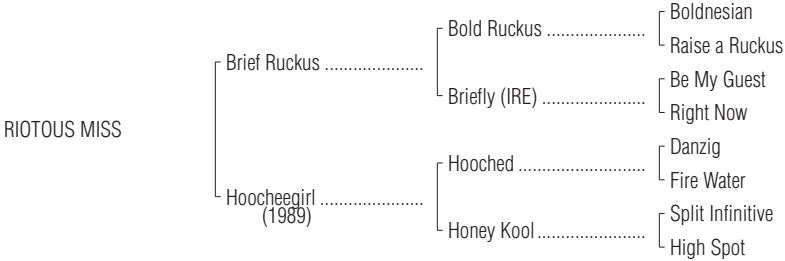 Boldnesian
Bold Ruckus ......................
Raise a Ruckus
Brief Ruckus .....................
Be My Guest
Briefly (IRE) ......................
Right Now
RIOTOUS MISS
Danzig
Hooched ...........................
Fire Water
Hoocheegirl ......................
(1989)
Split Infinitive
Honey Kool .......................
High Spot